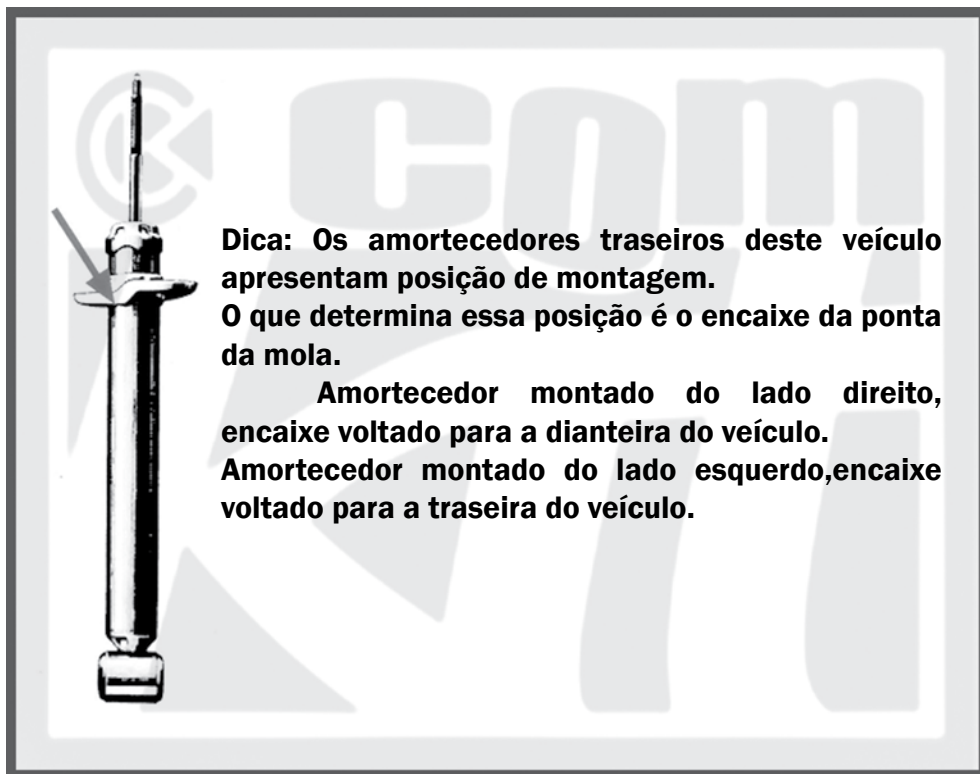 com
Kiti
Dica: Os amortecedores traseiros deste veículo
apresentam posição de montagem.
O que determina essa posição é o encaixe da ponta
da mola.
Amortecedor montado do lado direito,
encaixe voltado para a dianteira do veículo.
Amortecedor montado do lado esquerdo,encaixe
voltado para a traseira do veículo.